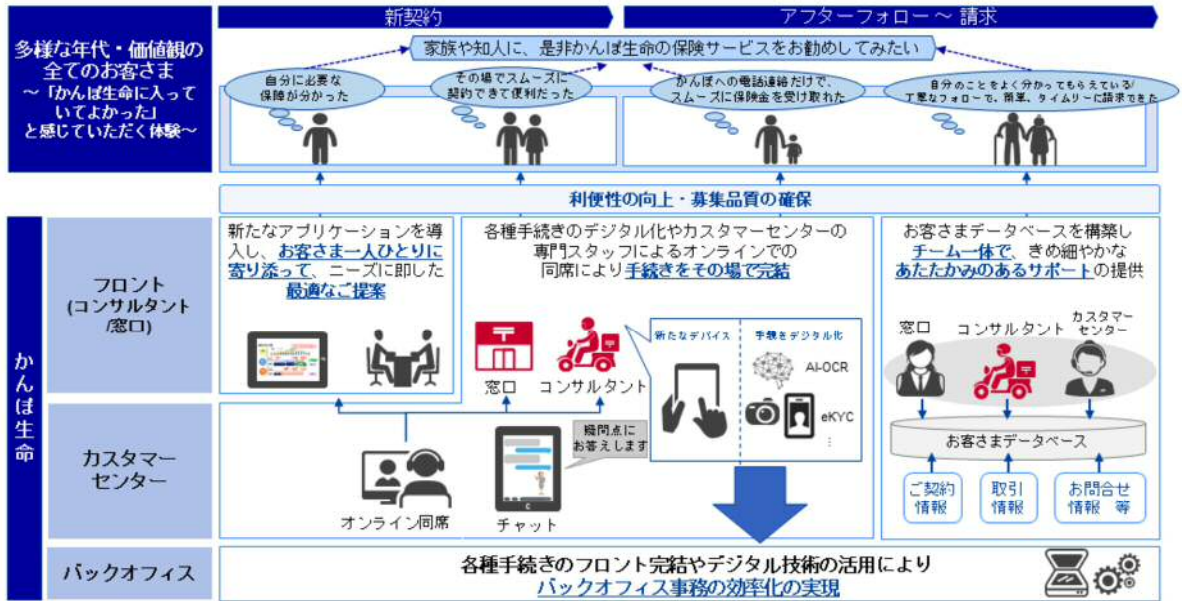 新契約
アフターフォロー ～ 請求
多様な年代・価値観の
全てのお客さま
～「かんぽ生命に入って
いてよかった」
と感じていただく体験～
家族や知人に、是非かんぽ生命の保険サービスをお勧めしてみたい
自分に必要な
保障が分かった
その場でスムーズに
契約できて便利だった
かんぽへの電話連絡だけで、
スムーズに保険金を受け取れた
自分のことをよく分かってもらえている/
丁寧なフォローで、簡単、タイムリーに請求できた
利便性の向上・募集品質の確保
かんぽ生命
フロント
(コンサルタント
/窓口)
新たなアプリケーションを導
入し、お客さま一人ひとりに
寄り添って、ニーズに即した
最適なご提案
各種手続きのデジタル化やカスタマーセンターの
専門スタッフによるオンラインでの
同席により手続きをその場で完結
窓口
コンサルタント
新たなデバイス
手続をデジタル化
AI-OCR
eKYC
お客さまデータベースを構築し
チーム一体で、きめ細やかな
あたたかみのあるサポートの提供
窓口
コンサルタント
カスタマー
センター
お客さまデータベース
ご契約
情報
取引
情報
お問合せ
情報 等
カスタマー
センター
オンライン同席
疑問点に
お答えします
チャット
バックオフィス
各種手続きのフロント完結やデジタル技術の活用により
バックオフィス事務の効率化の実現